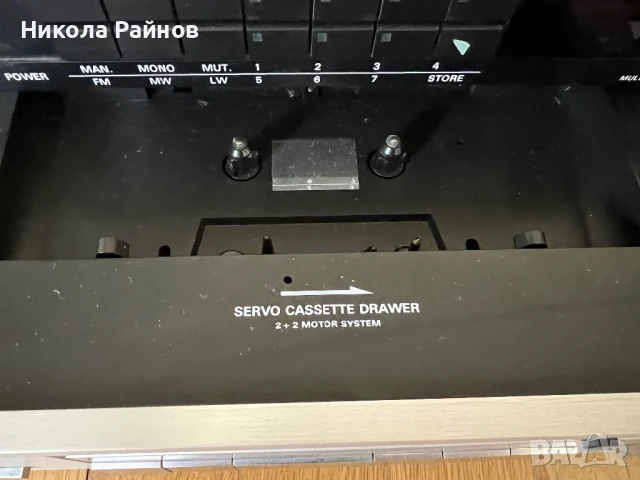 Никола Райнов
POWER MAN. MONO MUT. 1 2 3 4
FM MW LW 5 6 7 STORE
SERVO CASSETTE DRAWER
2+2 MOTOR SYSTEM
BAZAR